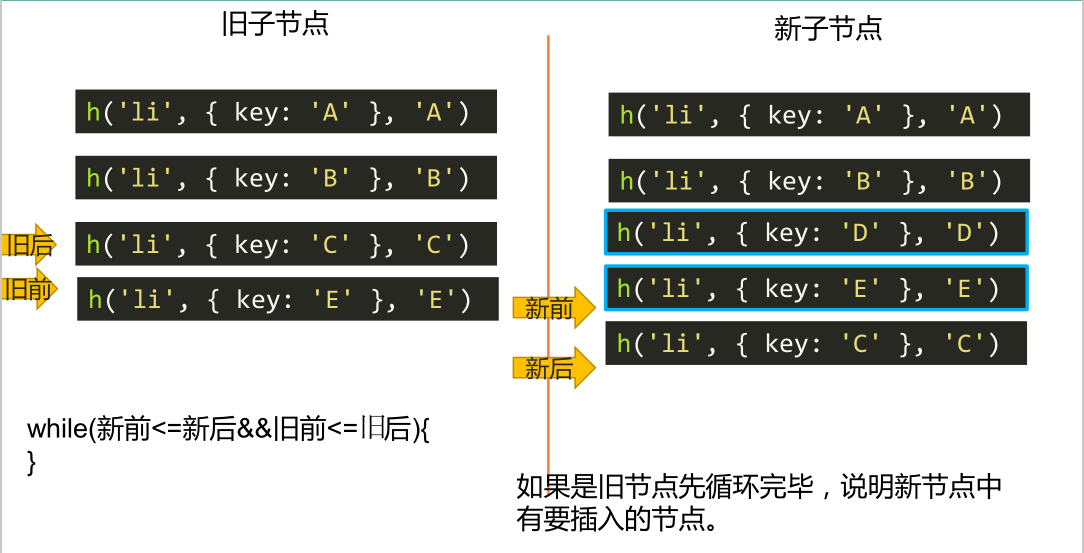 旧子节点
新子节点
h('li', { key: 'A' }, 'A')
h('li', { key: 'B' }, 'B')
旧后
h('li', { key: 'C' }, 'C')
旧前
h('li', { key: 'E' }, 'E')
h('li', { key: 'A' }, 'A')
h('li', { key: 'B' }, 'B')
h('li', { key: 'D' }, 'D')
h('li', { key: 'E' }, 'E')
新前
h('li', { key: 'C' }, 'C')
新后
while(新前<=新后&&旧前<=旧后){
}
如果是旧节点先循环完毕，说明新节点中
有要插入的节点。